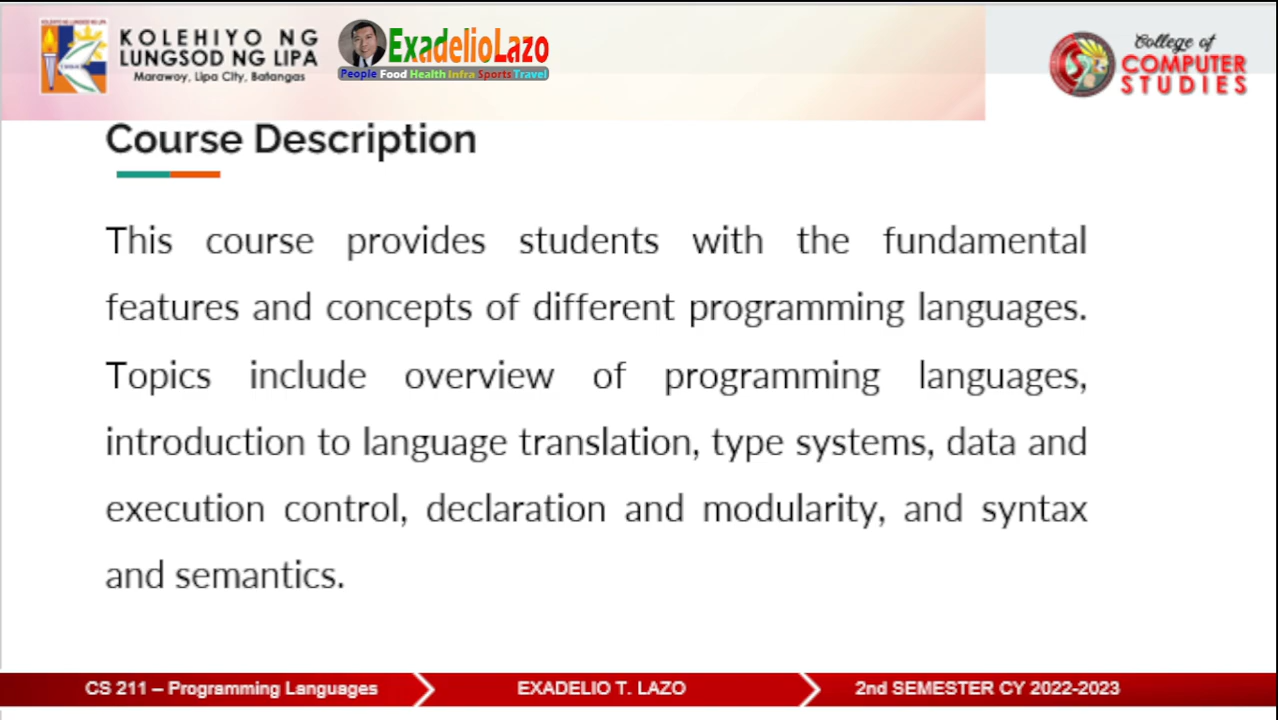 KOLEHIYO NG
LUNGSOD NG LIPA
Marawoy, Lipa City, Batangas
ExadelioLazo
People Food Health Infra Sports Travel
College of
COMPUTER
STUDIES
Course Description
This course provides students with the fundamental
features and concepts of different programming languages.
Topics include overview of programming languages,
introduction to language translation, type systems, data and
execution control, declaration and modularity, and syntax
and semantics.
CS 211 – Programming Languages
EXADELIO T. LAZO
2nd SEMESTER CY 2022-2023